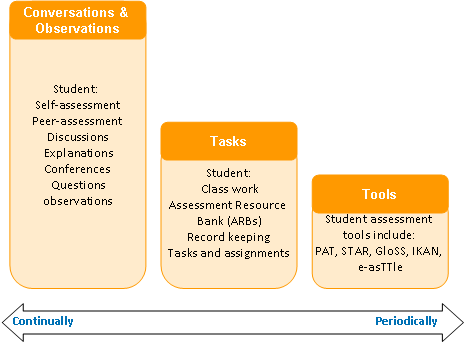 Conversations &
Observations
Student:
Self-assessment
Peer-assessment
Discussions
Explanations
Conferences
Questions
observations
Tasks
Student:
Class work
Assessment Resource
Bank (ARBs)
Record keeping
Tasks and assignments
Tools
Student assessment
tools include:
PAT, STAR, GloSS, IKAN,
e-asTTle
Continually
Periodically